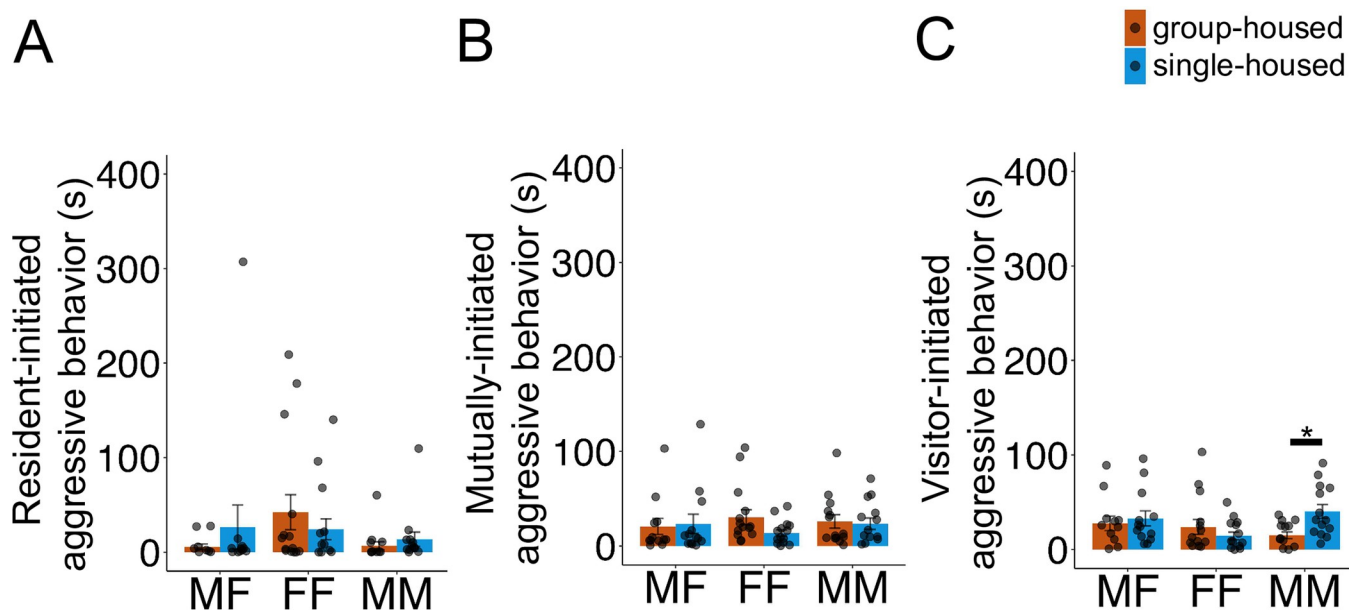 A
B
C
group-housed
single-housed
Resident-initiated
aggressive behavior (s)
400
300
200
100
0
MF FF MM
Mutually-initiated
aggressive behavior (s)
400
300
200
100
0
MF FF MM
Visitor-initiated
aggressive behavior (s)
400
300
200
100
0
*
MF FF MM